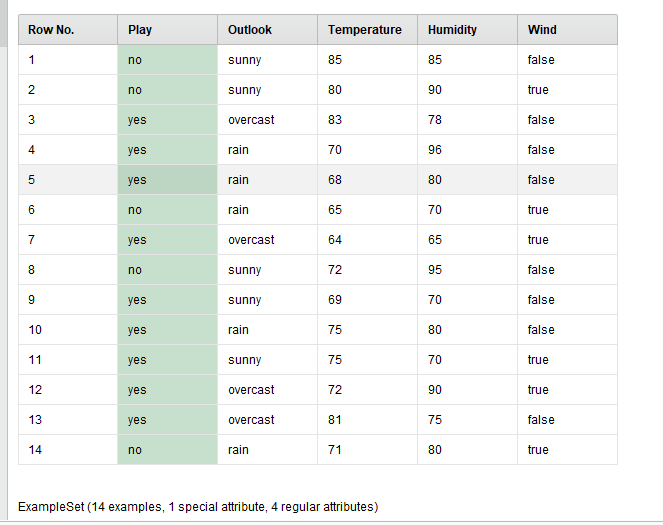 Row No. Play Outlook Temperature Humidity Wind
1 no sunny 85 85 false
2 no sunny 80 90 true
3 yes overcast 83 78 false
4 yes rain 70 96 false
5 yes rain 68 80 false
6 no rain 65 70 true
7 yes overcast 64 65 true
8 no sunny 72 95 false
9 yes sunny 69 70 false
10 yes rain 75 80 false
11 yes sunny 75 70 true
12 yes overcast 72 90 true
13 yes overcast 81 75 false
14 no rain 71 80 true
ExampleSet (14 examples, 1 special attribute, 4 regular attributes)